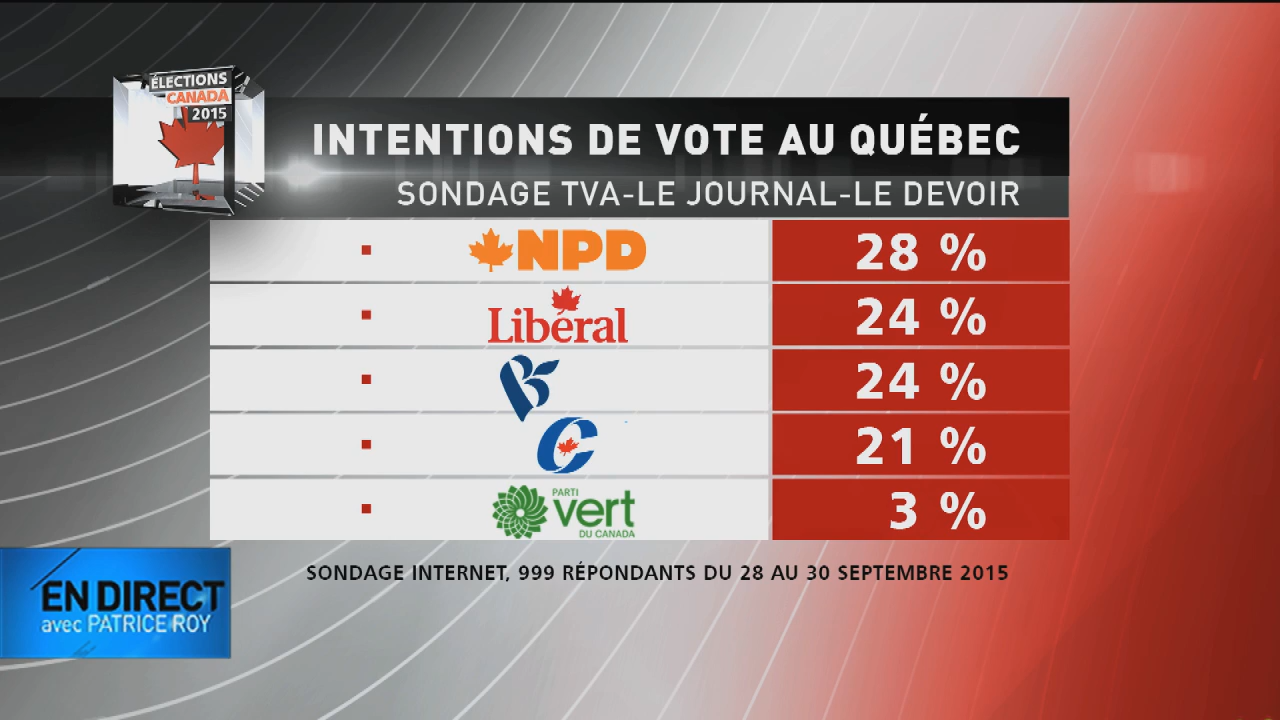 ÉLECTIONS
CANADA
2015
INTENTIONS DE VOTE AU QUÉBEC
SONDAGE TVA-LE JOURNAL-LE DEVOIR
NPD 28 %
Libéral 24 %
B 24 %
C 21 %
PARTI
vert 3 %
DU CANADA
SONDAGE INTERNET, 999 RÉPONDANTS DU 28 AU 30 SEPTEMBRE 2015
EN DIRECT
avec PATRICE ROY